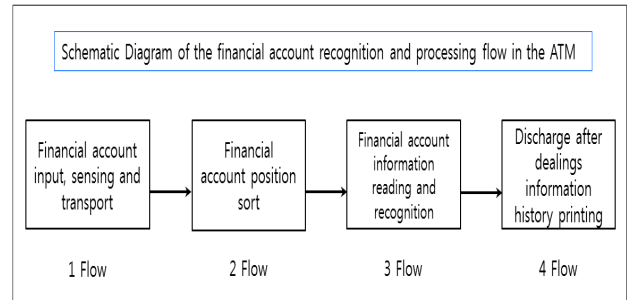 Schematic Diagram of the financial account recognition and processing flow in the ATM
Financial account
input, sensing and
transport
Financial
account position
sort
Financial account
information
reading and
recognition
Discharge after
dealings
information
history printing
1 Flow
2 Flow
3 Flow
4 Flow